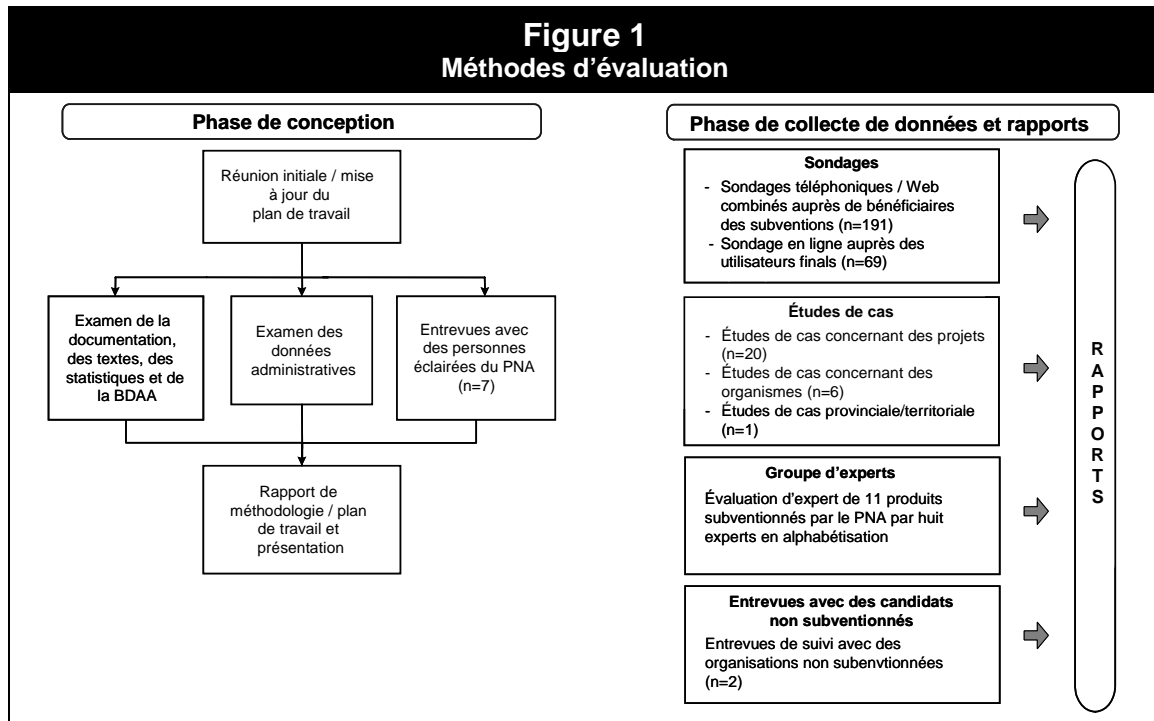 Figure 1
Méthodes d'évaluation
Phase de conception
Réunion initiale / mise
à jour du
plan de travail
Examen de la
documentation,
des textes, des
statistiques et de
la BDAA
Examen des
données
administratives
Entrevues avec
des personnes
éclairées du PNA
(n=7)
Rapport de
méthodologie / plan
de travail et
présentation
Phase de collecte de données et rapports
Sondages
- Sondages téléphoniques / Web
combinés auprès de bénéficiaires
des subventions (n=191)
- Sondage en ligne auprès des
utilisateurs finals (n=69)
Études de cas
- Études de cas concernant des projets
(n=20)
- Études de cas concernant des
organismes (n=6)
- Études de cas provinciale/territoriale
(n=1)
Groupe d'experts
Évaluation d'expert de 11 produits
subventionnés par le PNA par huit
experts en alphabétisation
Entrevues avec des candidats
non subventionnés
Entrevues de suivi avec des
organisations non subenvtionnées
(n=2)
R
A
P
P
O
R
T
S